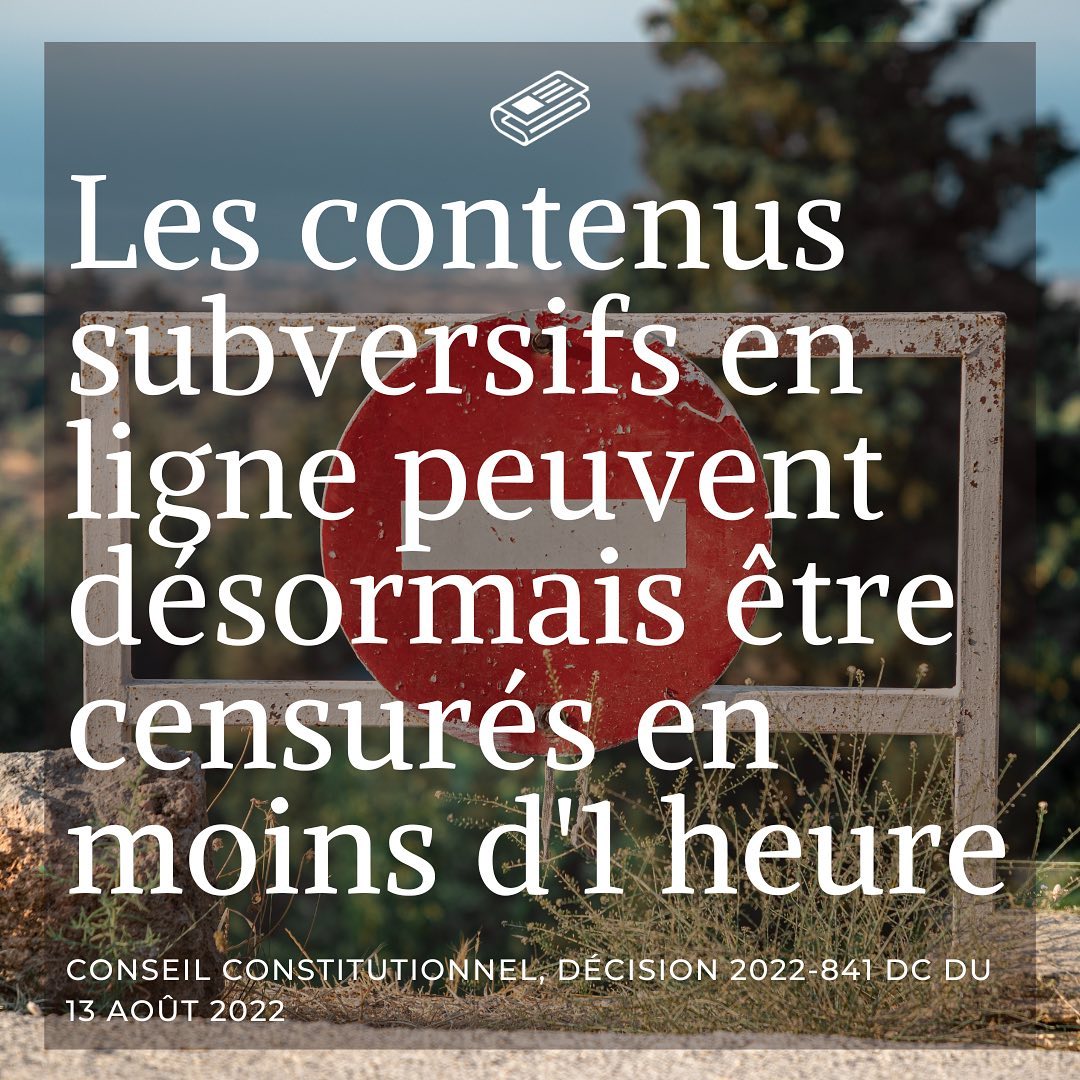 Les contenus
subversifs en
ligne peuvent
désormais être
censurés en
moins d'1 heure
CONSEIL CONSTITUTIONNEL, DÉCISION 2022-841 DC DU
13 AOÛT 2022